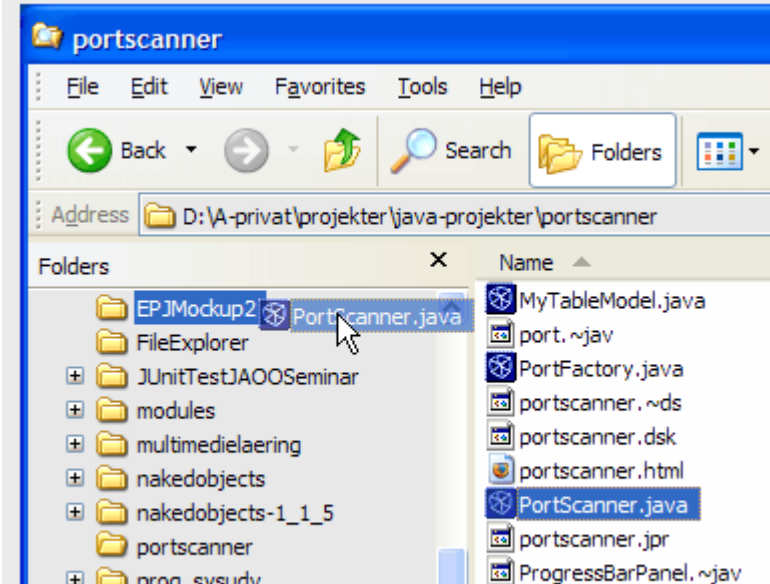 portscanner
File Edit View Favorites Tools Help
Back Search Folders
Address D:\A-privat\projekter\java-projekter\portscanner
Folders
EPJMockup2 PortScanner.java
FileExplorer
JUnitTestJAOOSeminar
modules
multimedielaering
nakedobjects
nakedobjects-1_1_5
portscanner
prog_sysudv
Name
MyTableModel.java
port.~jav
PortFactory.java
portscanner.~ds
portscanner.dsk
portscanner.html
PortScanner.java
portscanner.jpr
ProgressBarPanel.~jav